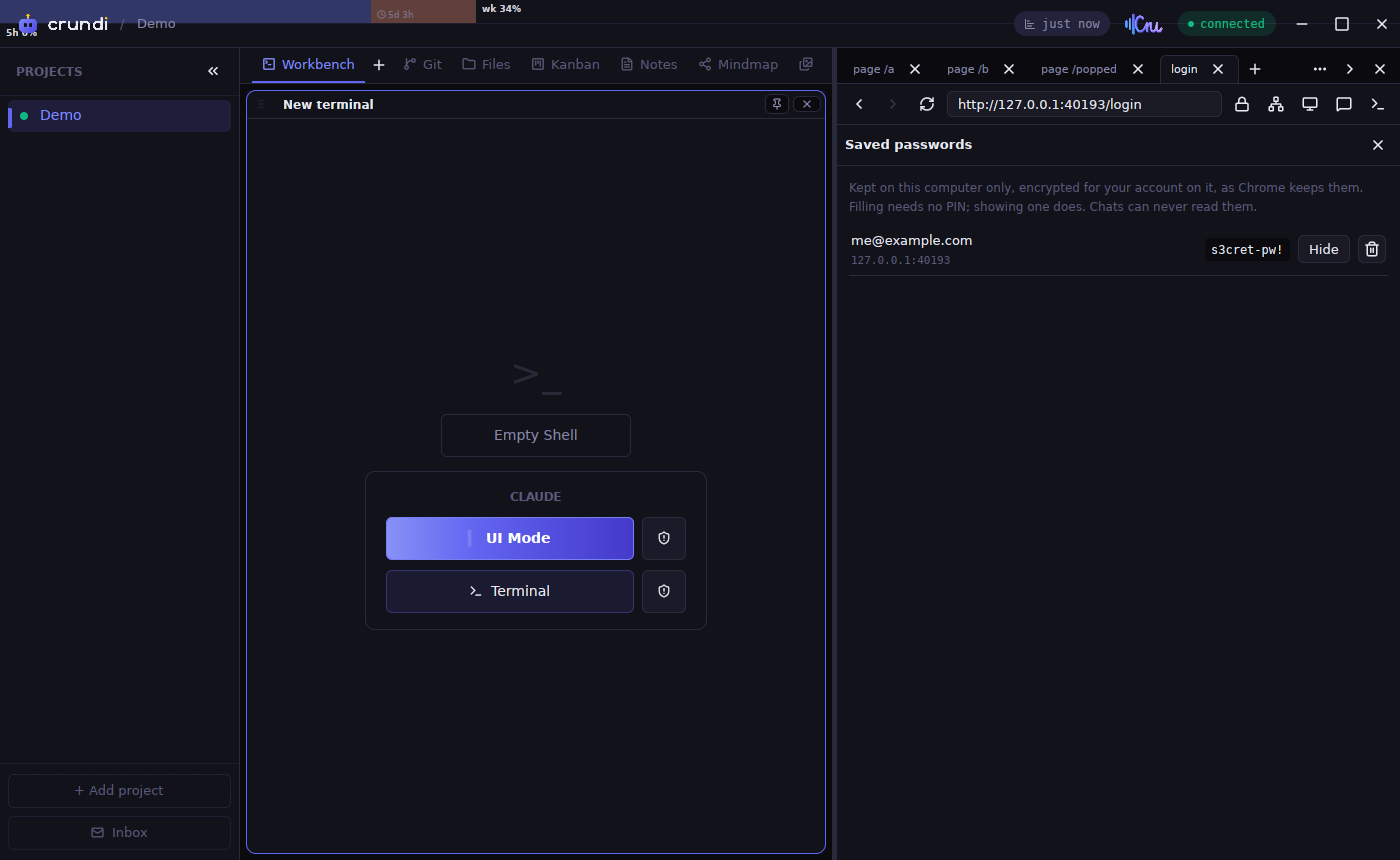 5d 3h
wk 34%
crundi / Demo
5h 0%
just now
Cru
connected
PROJECTS
Workbench
Git
Files
Kanban
Notes
Mindmap
page /a
page /b
page /popped
login
Demo
New terminal
http://127.0.0.1:40193/login
Saved passwords
Kept on this computer only, encrypted for your account on it, as Chrome keeps them.
Filling needs no PIN; showing one does. Chats can never read them.
me@example.com
127.0.0.1:40193
s3cret-pw!
Hide
>_
Empty Shell
CLAUDE
UI Mode
Terminal
+ Add project
Inbox